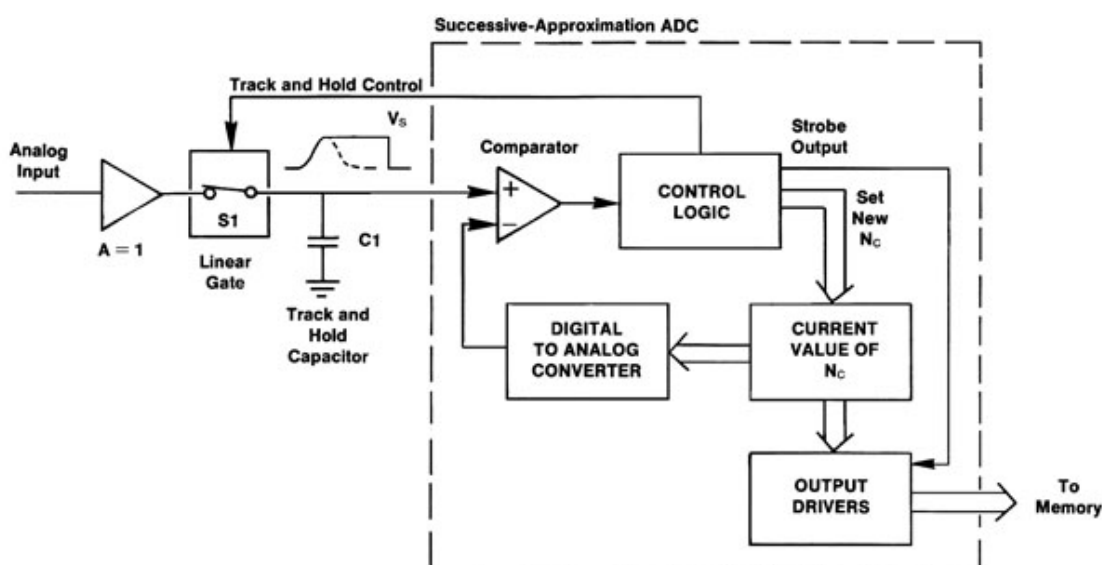 Successive-Approximation ADC
Track and Hold Control
Vs
Analog
Input
A = 1
S1
Linear
Gate
C1
Track and
Hold
Capacitor
Comparator
+
−
CONTROL
LOGIC
Strobe
Output
Set
New
Nc
DIGITAL
TO ANALOG
CONVERTER
CURRENT
VALUE OF
Nc
OUTPUT
DRIVERS
To
Memory